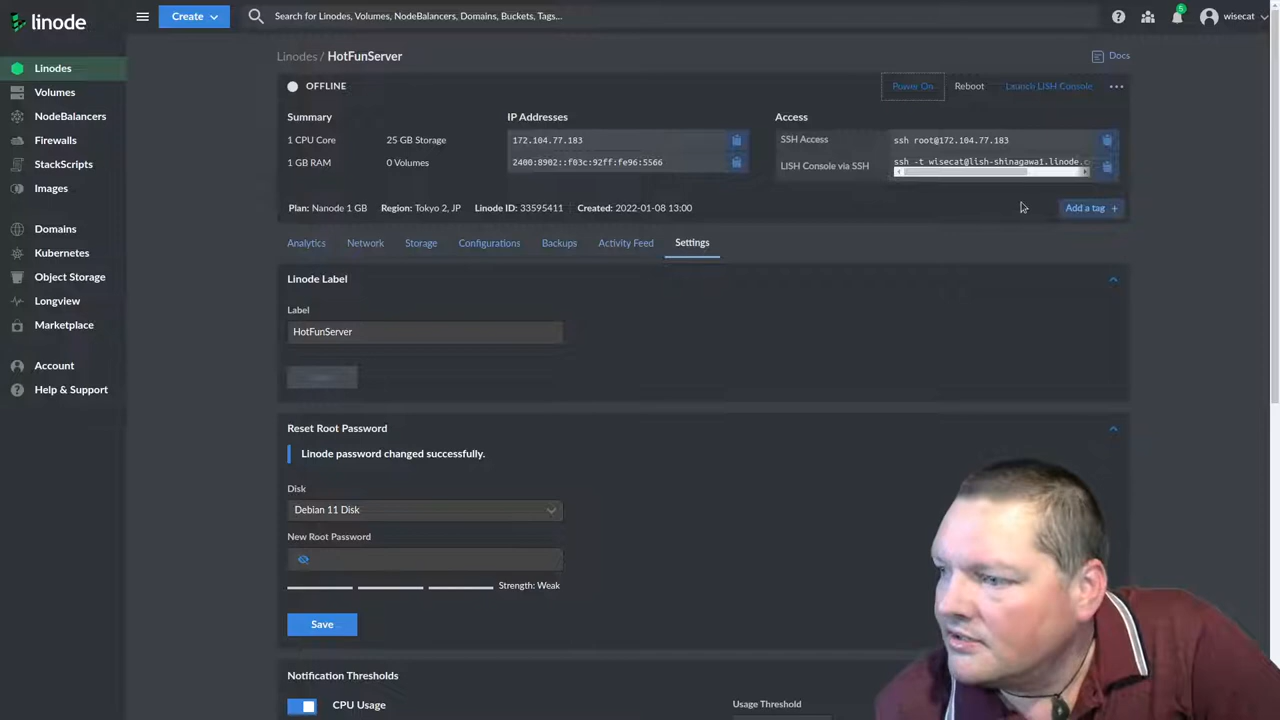 linode
Create
Search for Linodes, Volumes, NodeBalancers, Domains, Buckets, Tags...
5
wisecat
Linodes
Volumes
NodeBalancers
Firewalls
StackScripts
Images
Domains
Kubernetes
Object Storage
Longview
Marketplace
Account
Help & Support
Linodes / HotFunServer
Docs
OFFLINE
Power On
Reboot
Launch LISH Console
Summary
1 CPU Core
25 GB Storage
1 GB RAM
0 Volumes
IP Addresses
172.104.77.183
2400:8902::f03c:92ff:fe96:5566
Access
SSH Access
ssh root@172.104.77.183
LISH Console via SSH
ssh -t wisecat@lish-shinagawa1.linode.c
Plan: Nanode 1 GB
Region: Tokyo 2, JP
Linode ID: 33595411
Created: 2022-01-08 13:00
Add a tag +
Analytics
Network
Storage
Configurations
Backups
Activity Feed
Settings
Linode Label
Label
HotFunServer
Reset Root Password
Linode password changed successfully.
Disk
Debian 11 Disk
New Root Password
Strength: Weak
Save
Notification Thresholds
CPU Usage
Usage Threshold